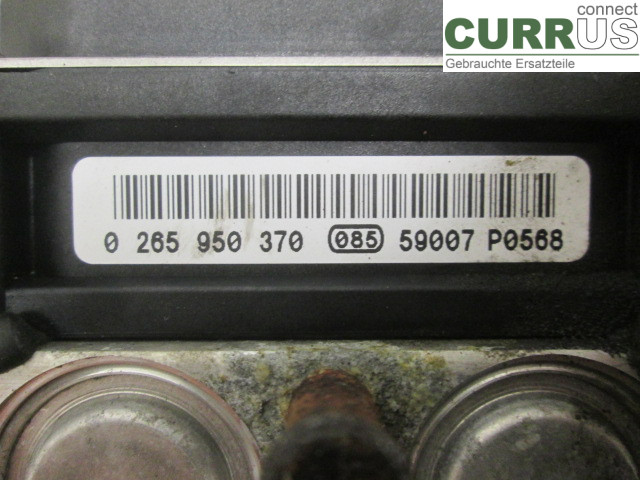 connect
CURRUS
Gebrauchte Ersatzteile
0 265 950 370 085 59007 P0568